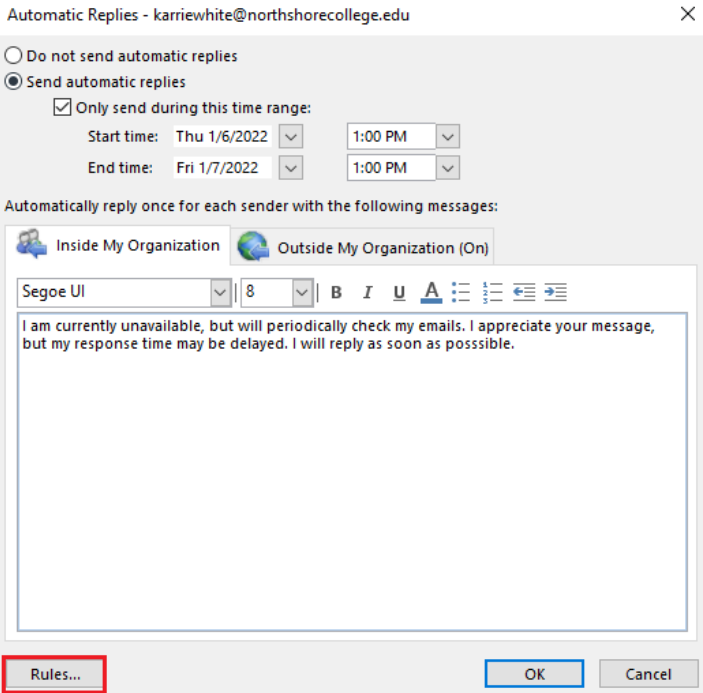 Automatic Replies - karriewhite@northshorecollege.edu
Do not send automatic replies
Send automatic replies
Only send during this time range:
Start time: Thu 1/6/2022 1:00 PM
End time: Fri 1/7/2022 1:00 PM
Automatically reply once for each sender with the following messages:
Inside My Organization Outside My Organization (On)
Segoe UI 8 B I U A
I am currently unavailable, but will periodically check my emails. I appreciate your message,
but my response time may be delayed. I will reply as soon as posssible.
Rules... OK Cancel